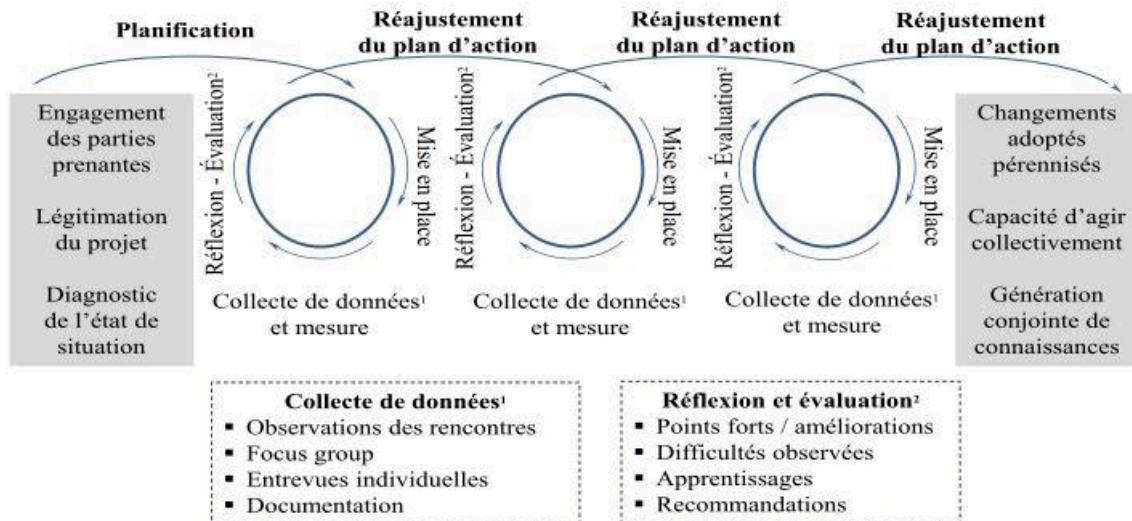 Planification
Réajustement
du plan d'action
Réajustement
du plan d'action
Réajustement
du plan d'action
Engagement
des parties
prenantes
Légitimation
du projet
Diagnostic
de l'état de
situation
Réflexion - Évaluation²
Mise en place
Collecte de données¹
et mesure
Réflexion - Évaluation²
Mise en place
Collecte de données¹
et mesure
Réflexion - Évaluation²
Mise en place
Collecte de données¹
et mesure
Changements
adoptés
pérennisés
Capacité d'agir
collectivement
Génération
conjointe de
connaissances
Collecte de données¹
▪ Observations des rencontres
▪ Focus group
▪ Entrevues individuelles
▪ Documentation
Réflexion et évaluation²
▪ Points forts / améliorations
▪ Difficultés observées
▪ Apprentissages
▪ Recommandations